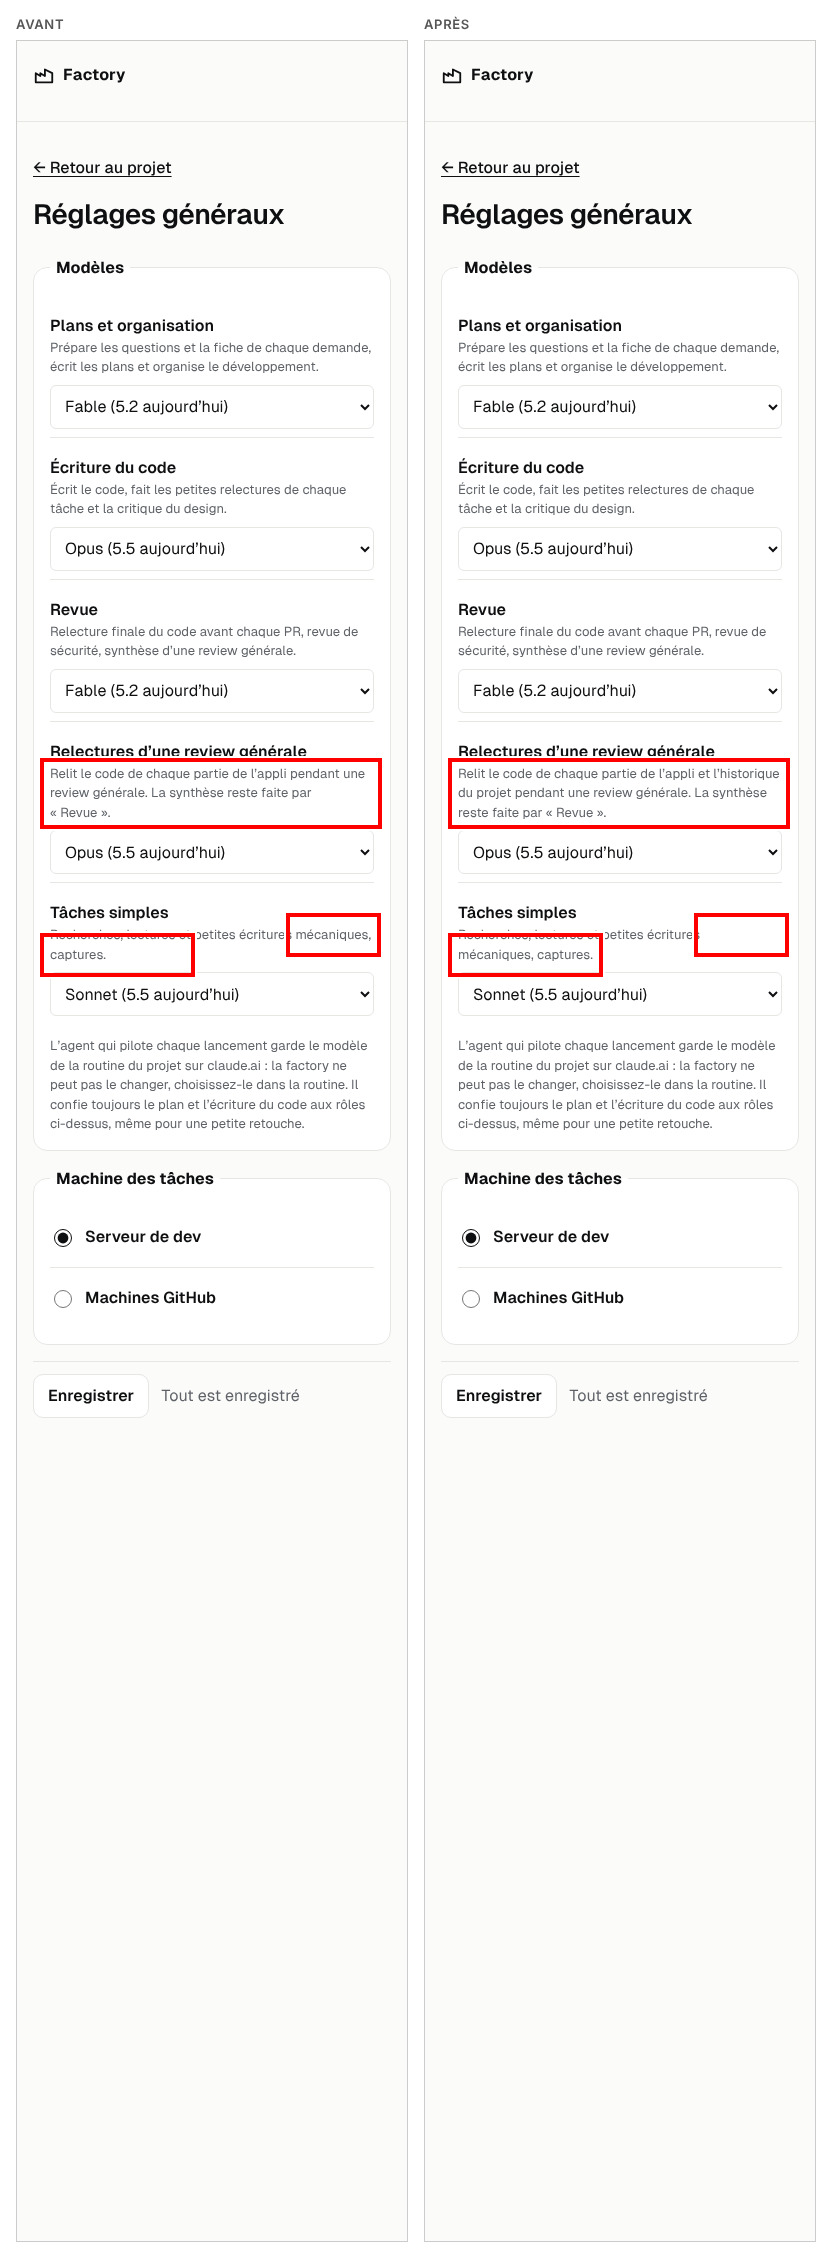 AVANT
Factory
← Retour au projet
Réglages généraux
Modèles
Plans et organisation
Prépare les questions et la fiche de chaque demande,
écrit les plans et organise le développement.
Fable (5.2 aujourd’hui)
Écriture du code
Écrit le code, fait les petites relectures de chaque
tâche et la critique du design.
Opus (5.5 aujourd’hui)
Revue
Relecture finale du code avant chaque PR, revue de
sécurité, synthèse d’une review générale.
Fable (5.2 aujourd’hui)
Relectures d’une review générale
Relit le code de chaque partie de l’appli pendant une
review générale. La synthèse reste faite par
« Revue ».
Opus (5.5 aujourd’hui)
Tâches simples
Recherches, lectures et petites écritures mécaniques,
captures.
Sonnet (5.5 aujourd’hui)
L’agent qui pilote chaque lancement garde le modèle
de la routine du projet sur claude.ai : la factory ne
peut pas le changer, choisissez-le dans la routine. Il
confie toujours le plan et l’écriture du code aux rôles
ci-dessus, même pour une petite retouche.
Machine des tâches
Serveur de dev
Machines GitHub
Enregistrer
Tout est enregistré
APRÈS
Factory
← Retour au projet
Réglages généraux
Modèles
Plans et organisation
Prépare les questions et la fiche de chaque demande,
écrit les plans et organise le développement.
Fable (5.2 aujourd’hui)
Écriture du code
Écrit le code, fait les petites relectures de chaque
tâche et la critique du design.
Opus (5.5 aujourd’hui)
Revue
Relecture finale du code avant chaque PR, revue de
sécurité, synthèse d’une review générale.
Fable (5.2 aujourd’hui)
Relectures d’une review générale
Relit le code de chaque partie de l’appli et l’historique
du projet pendant une review générale. La synthèse
reste faite par « Revue ».
Opus (5.5 aujourd’hui)
Tâches simples
Recherches, lectures et petites écritures
mécaniques, captures.
Sonnet (5.5 aujourd’hui)
L’agent qui pilote chaque lancement garde le modèle
de la routine du projet sur claude.ai : la factory ne
peut pas le changer, choisissez-le dans la routine. Il
confie toujours le plan et l’écriture du code aux rôles
ci-dessus, même pour une petite retouche.
Machine des tâches
Serveur de dev
Machines GitHub
Enregistrer
Tout est enregistré